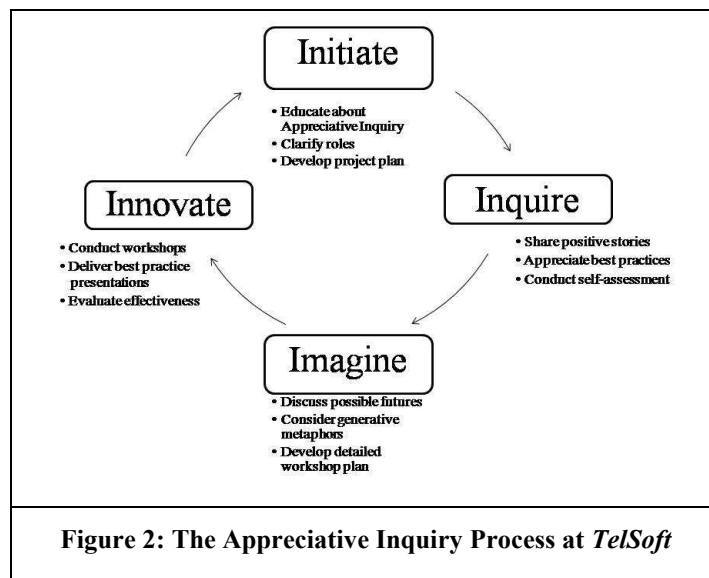 Initiate
• Educate about
Appreciative Inquiry
• Clarify roles
• Develop project plan
Inquire
• Share positive stories
• Appreciate best practices
• Conduct self-assessment
Imagine
• Discuss possible futures
• Consider generative
metaphors
• Develop detailed
workshop plan
Innovate
• Conduct workshops
• Deliver best practice
presentations
• Evaluate effectiveness
Figure 2: The Appreciative Inquiry Process at TelSoft